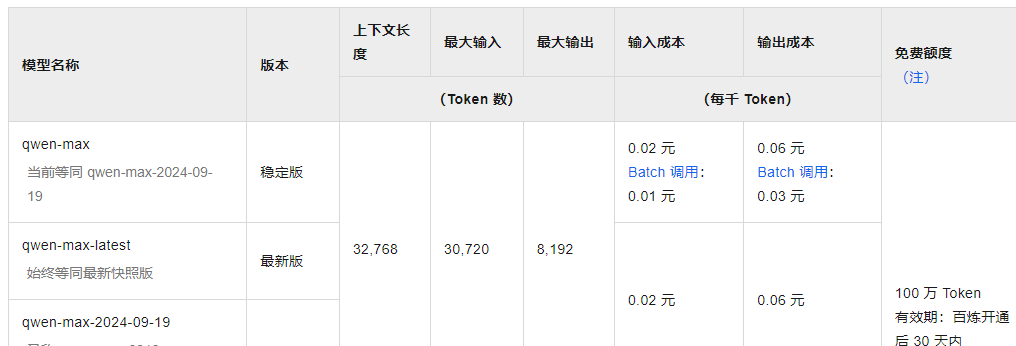 模型名称
版本
上下文长
度
最大输入
最大输出
输入成本
输出成本
免费额度
（注）
（Token 数）
（每千 Token）
qwen-max
当前等同 qwen-max-2024-09-
19
稳定版
32,768
30,720
8,192
0.02 元
Batch 调用：
0.01 元
0.06 元
Batch 调用：
0.03 元
100 万 Token
有效期：百炼开通
后 30 天内
qwen-max-latest
始终等同最新快照版
最新版
0.02 元
0.06 元
qwen-max-2024-09-19